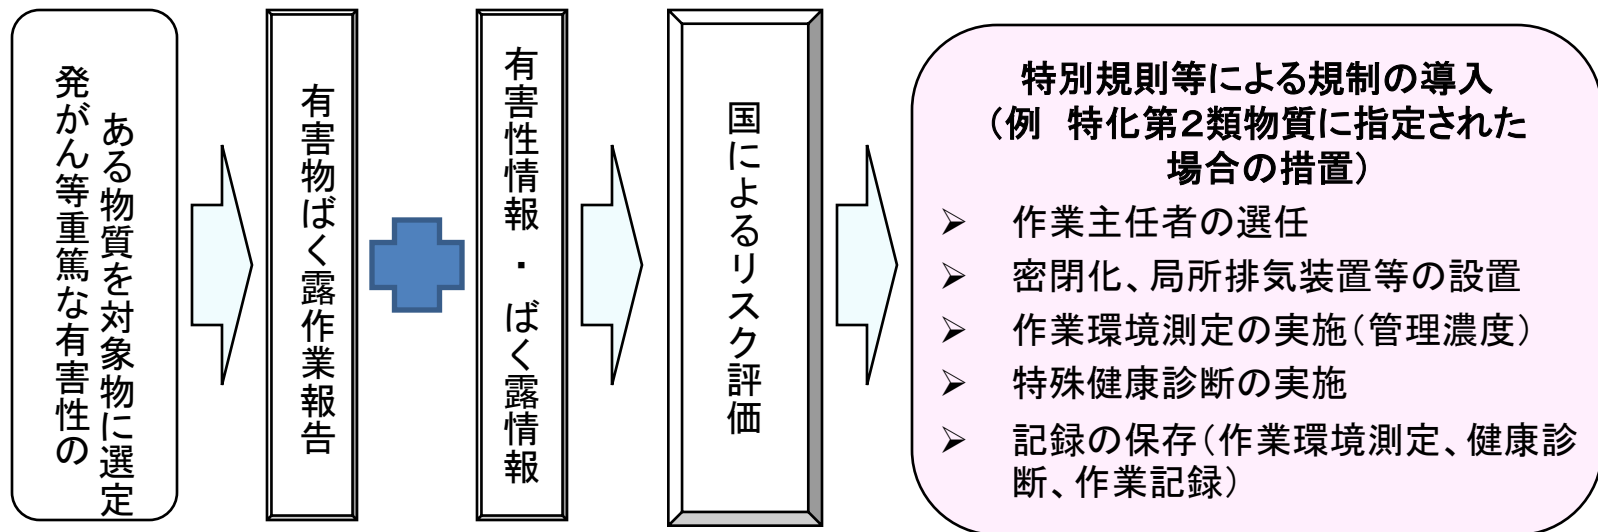 ある物質を対象物に選定
発がん等重篤な有害性の
有害物ばく露作業報告
有害性情報・ばく露情報
国によるリスク評価
特別規則等による規制の導入
(例 特化第2類物質に指定された
場合の措置)
➢ 作業主任者の選任
➢ 密閉化、局所排気装置等の設置
➢ 作業環境測定の実施(管理濃度)
➢ 特殊健康診断の実施
➢ 記録の保存(作業環境測定、健康診
断、作業記録)